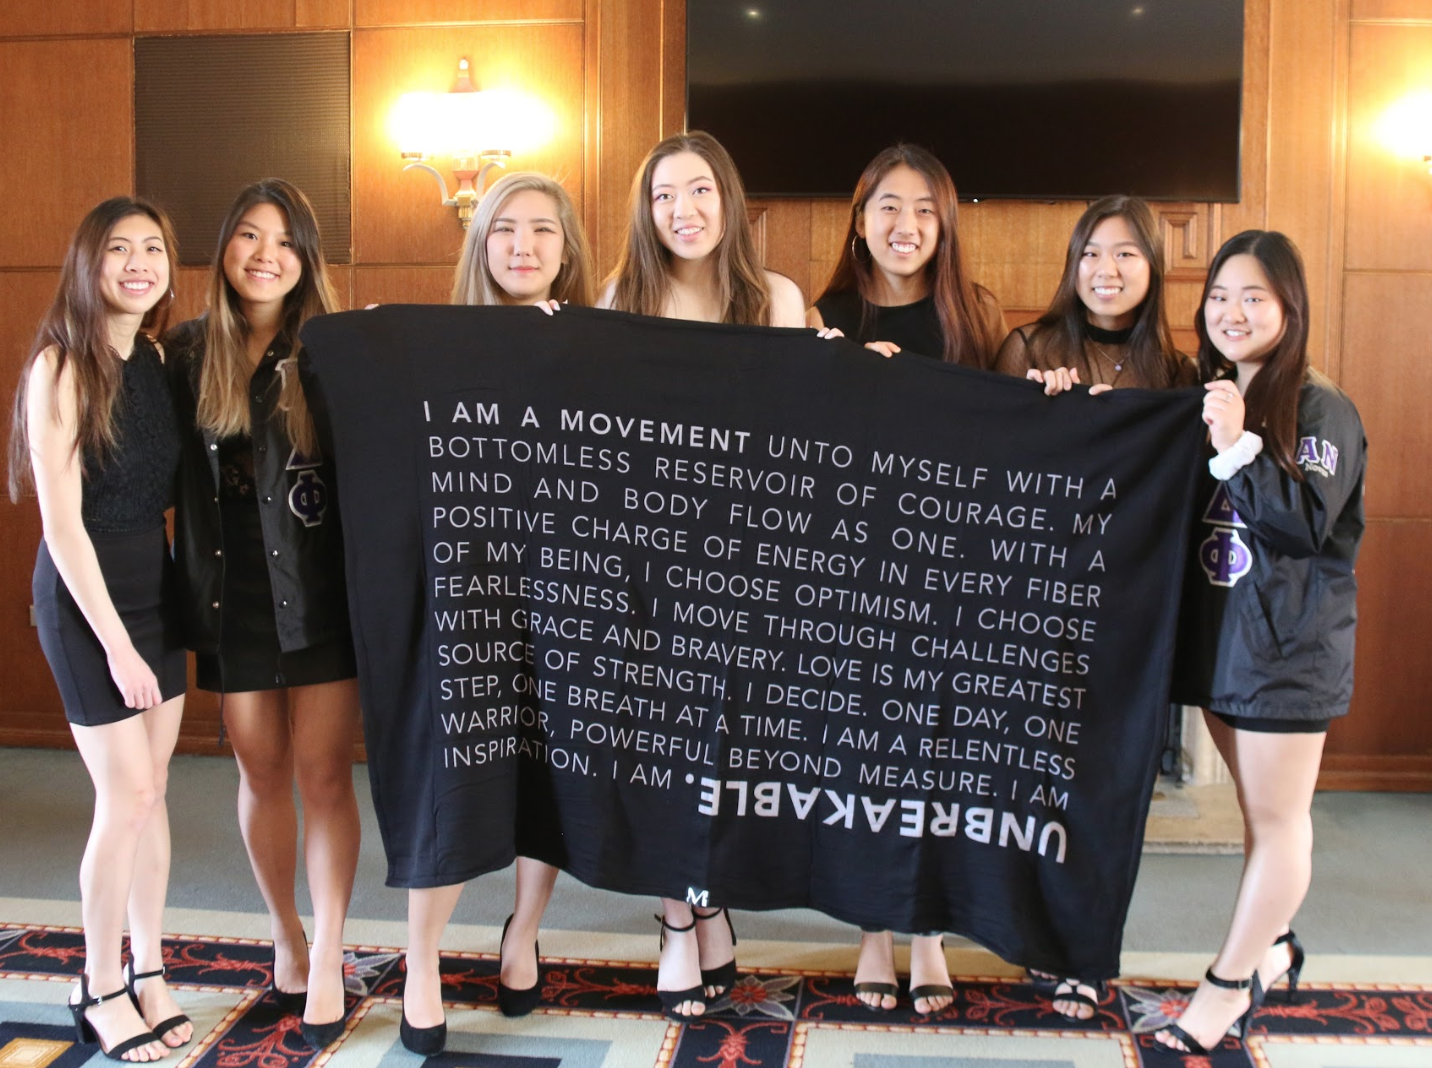 I AM A MOVEMENT UNTO MYSELF WITH A
BOTTOMLESS RESERVOIR OF COURAGE. MY
MIND AND BODY FLOW AS ONE. WITH A
POSITIVE CHARGE OF ENERGY IN EVERY FIBER
OF MY BEING, I CHOOSE OPTIMISM. I CHOOSE
FEARLESSNESS. I MOVE THROUGH CHALLENGES
WITH GRACE AND BRAVERY. LOVE IS MY GREATEST
SOURCE OF STRENGTH. I DECIDE. ONE DAY, ONE
STEP, ONE BREATH AT A TIME. I AM A RELENTLESS
WARRIOR, POWERFUL BEYOND MEASURE. I AM
INSPIRATION. I AM
UNBREAKABLE.
M
Δ
Φ
Δ
Φ
AN